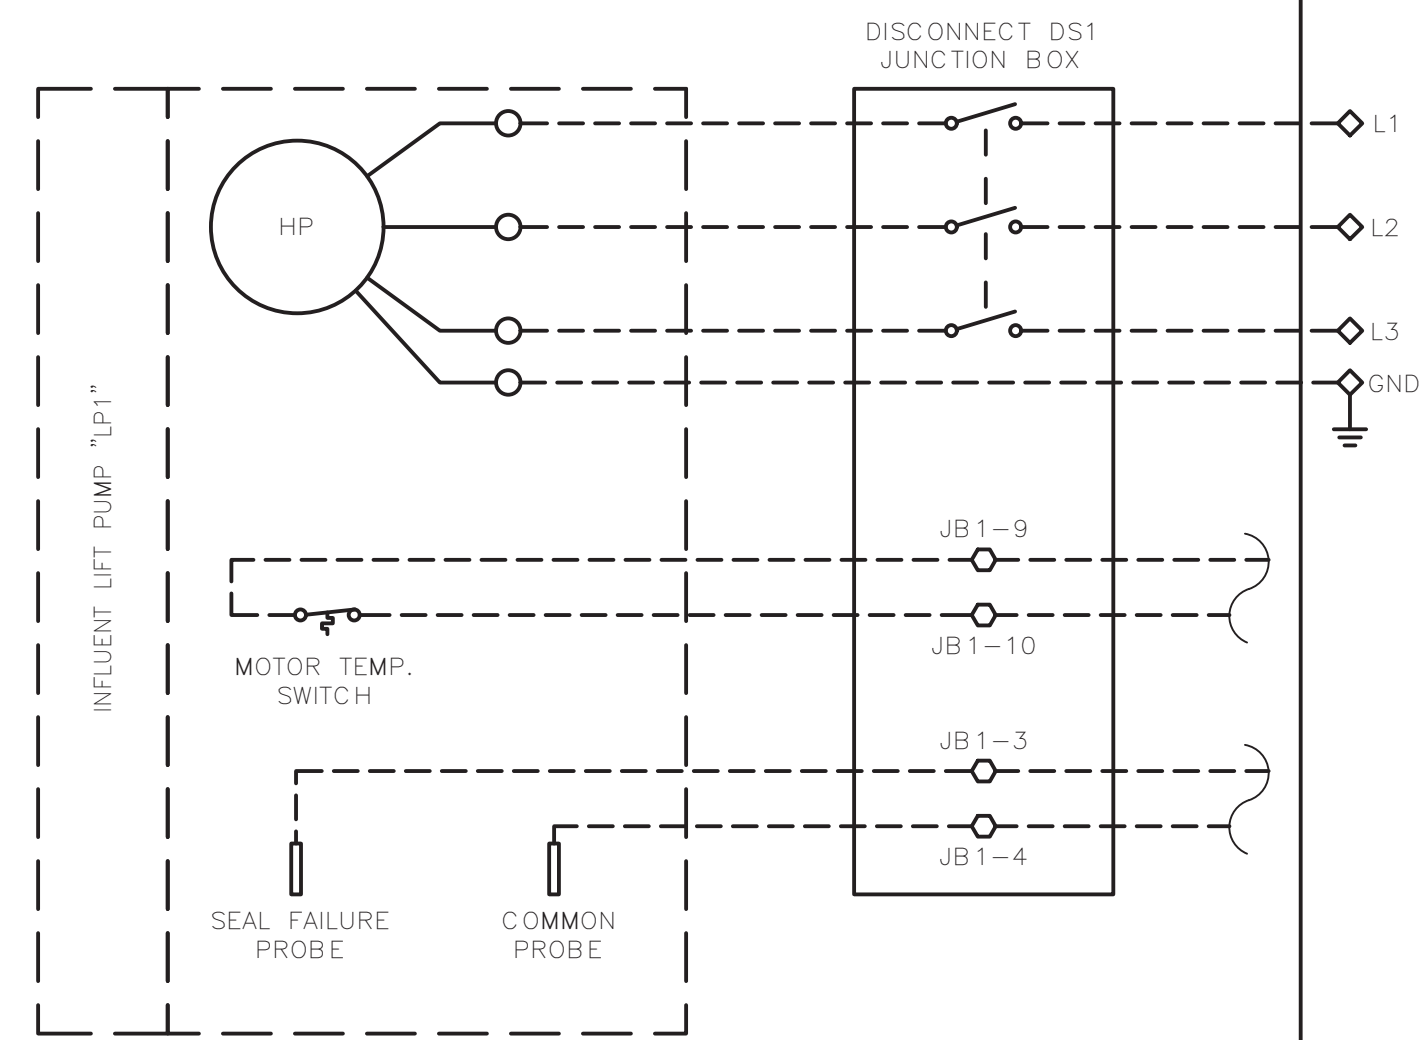 DISCONNECT DS1
JUNCTION BOX
L1
HP
L2
L3
GND
INFLUENT LIFT PUMP "LP1"
JB1-9
JB1-10
MOTOR TEMP.
SWITCH
JB1-3
JB1-4
SEAL FAILURE
PROBE
COMMON
PROBE